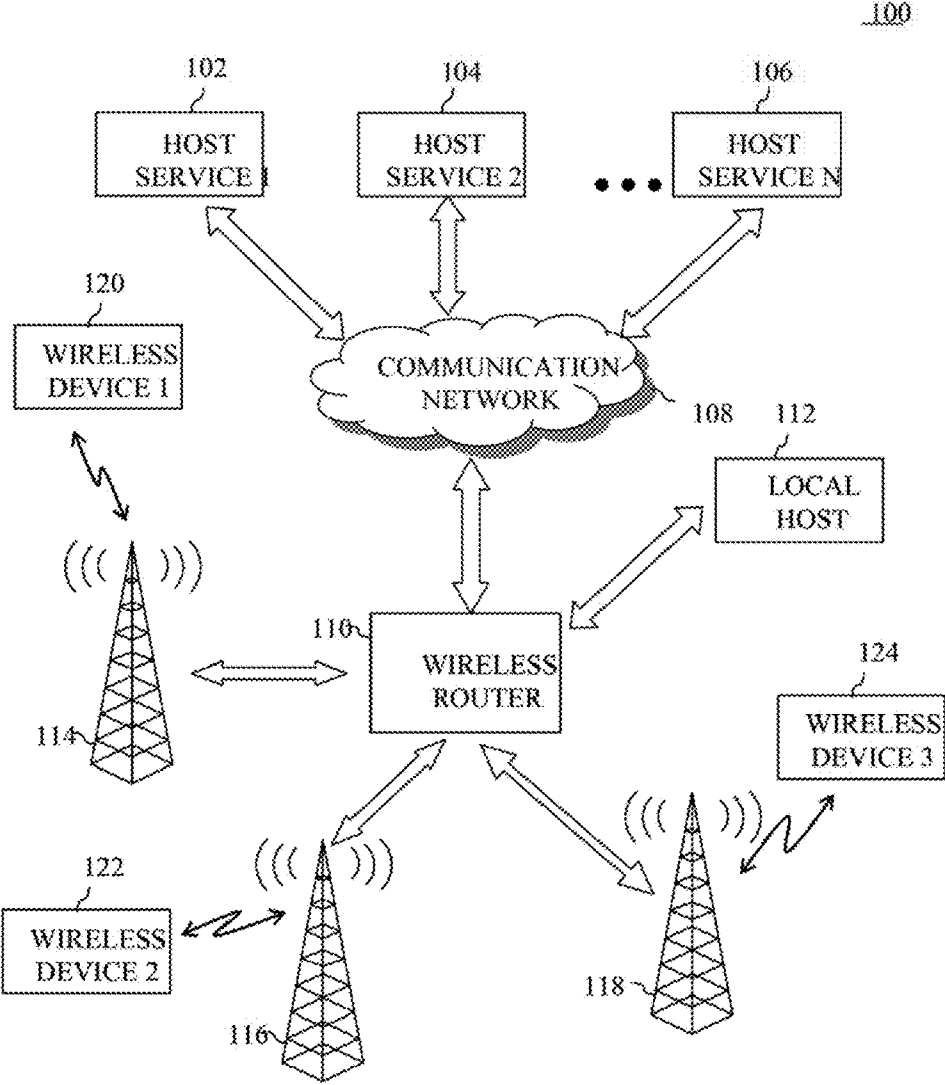 100
102
104
106
HOST
SERVICE 1
HOST
SERVICE 2
HOST
SERVICE N
120
WIRELESS
DEVICE 1
COMMUNICATION
NETWORK
108
112
LOCAL
HOST
110
WIRELESS
ROUTER
124
WIRELESS
DEVICE 3
114
122
WIRELESS
DEVICE 2
118
116